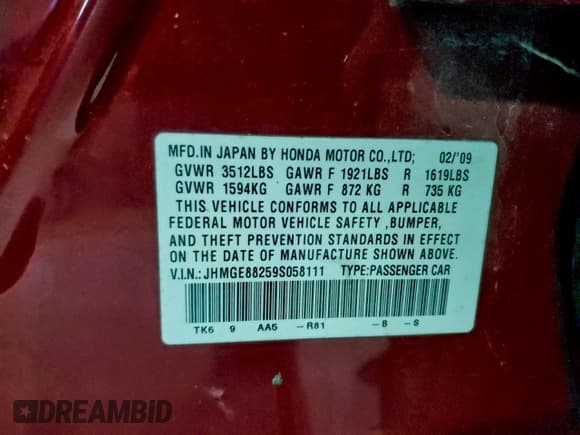 MFD.IN JAPAN BY HONDA MOTOR CO.,LTD; 02/'09
GVWR 3512LBS GAWR F 1921LBS R 1619LBS
GVWR 1594KG GAWR F 872 KG R 735 KG
THIS VEHICLE CONFORMS TO ALL APPLICABLE
FEDERAL MOTOR VEHICLE SAFETY ,BUMPER,
AND THEFT PREVENTION STANDARDS IN EFFECT
ON THE DATE OF MANUFACTURE SHOWN ABOVE.
V.I.N.:JHMGE88259S058111 TYPE:PASSENGER CAR
TK6 9 AA5 -R81 -B -S
DREAMBID